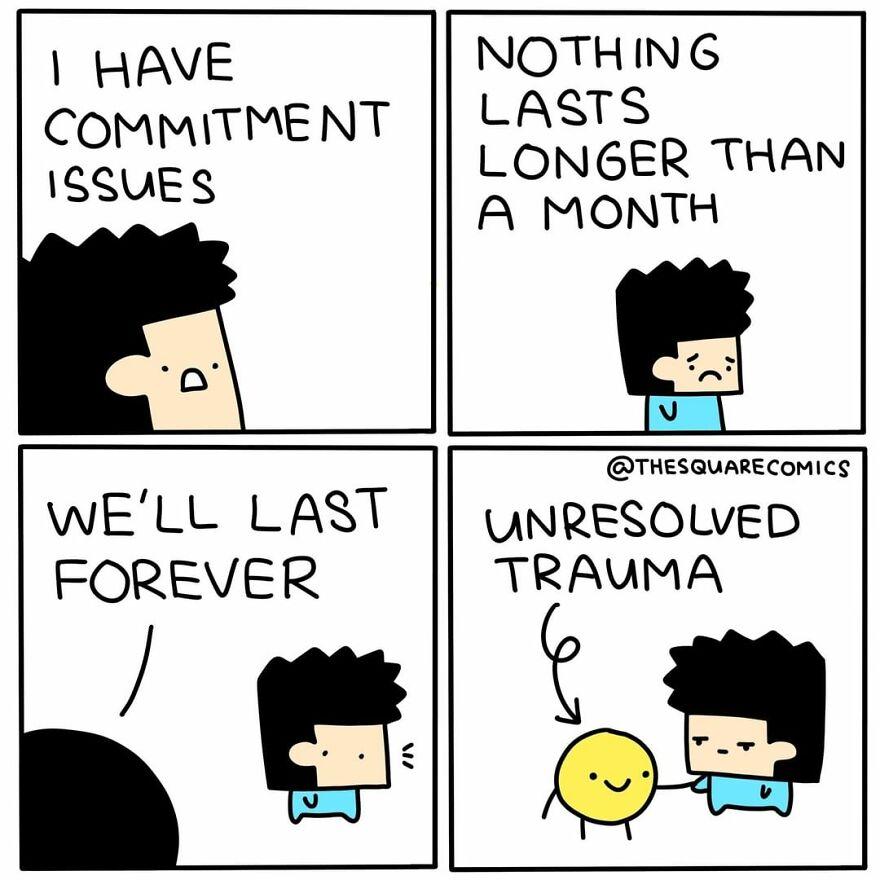 I HAVE
COMMITMENT
ISSUES
NOTHING
LASTS
LONGER THAN
A MONTH
WE'LL LAST
FOREVER
@THESQUARECOMICS
UNRESOLVED
TRAUMA